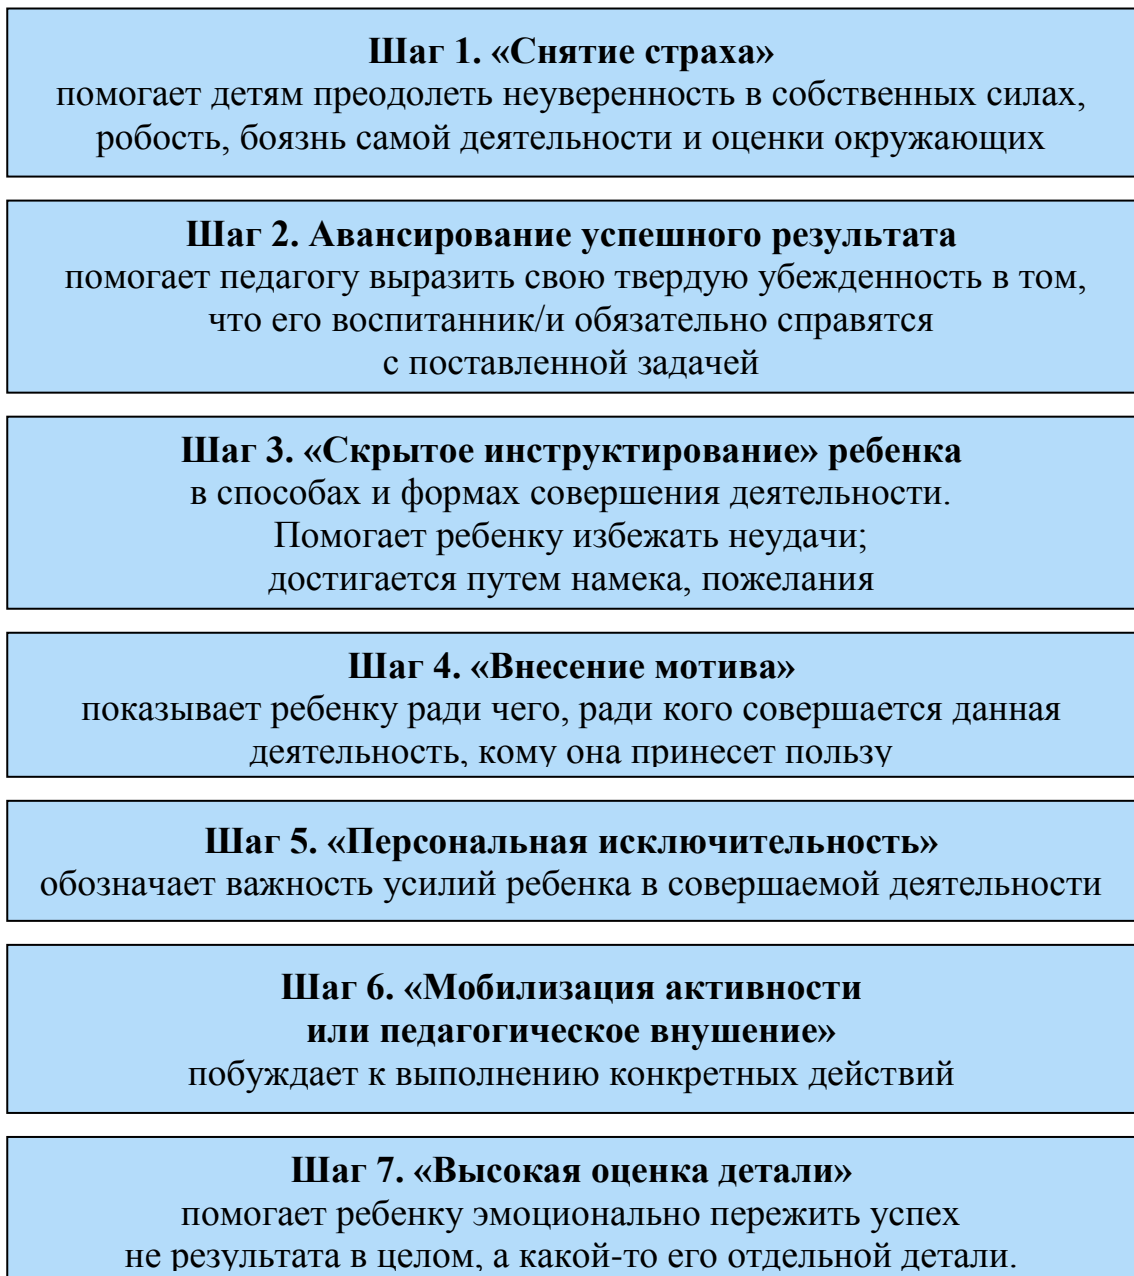 Шаг 1. «Снятие страха»
помогает детям преодолеть неуверенность в собственных силах,
робость, боязнь самой деятельности и оценки окружающих
Шаг 2. Авансирование успешного результата
помогает педагогу выразить свою твердую убежденность в том,
что его воспитанник/и обязательно справятся
с поставленной задачей
Шаг 3. «Скрытое инструктирование» ребенка
в способах и формах совершения деятельности.
Помогает ребенку избежать неудачи;
достигается путем намека, пожелания
Шаг 4. «Внесение мотива»
показывает ребенку ради чего, ради кого совершается данная
деятельность, кому она принесет пользу
Шаг 5. «Персональная исключительность»
обозначает важность усилий ребенка в совершаемой деятельности
Шаг 6. «Мобилизация активности
или педагогическое внушение»
побуждает к выполнению конкретных действий
Шаг 7. «Высокая оценка детали»
помогает ребенку эмоционально пережить успех
не результата в целом, а какой-то его отдельной детали.